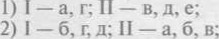 1) I — а, г; II — в, д, е;
2) I — б, г, д; II — а, б, в;